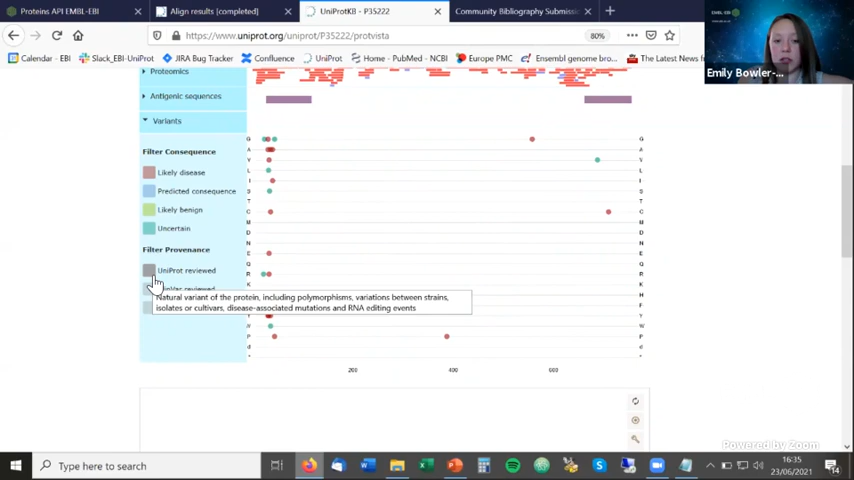 Proteins API EMBL-EBI
Align results [completed]
UniProtKB - P35222
Community Bibliography Submiss
https://www.uniprot.org/uniprot/P35222/protvista
80%
Calendar - EBI
Slack_EBI-UniProt
JIRA Bug Tracker
Confluence
UniProt
Home - PubMed - NCBI
Europe PMC
Ensembl genome bro...
The Latest News f
Emily Bowler-...
Proteomics
Antigenic sequences
Variants
Filter Consequence
Likely disease
Predicted consequence
Likely benign
Uncertain
Filter Provenance
UniProt reviewed
Natural variant of the protein, including polymorphisms, variations between strains,
isolates or cultivars, disease-associated mutations and RNA editing events
G G
A A
V V
L L
I I
S S
T T
C C
M M
D D
N N
E E
Q Q
R R
K K
H
F
Y Y
W W
P P
d d
* *
200 400 600
Powered by Zoom
Type here to search
16:35
23/06/2021
14